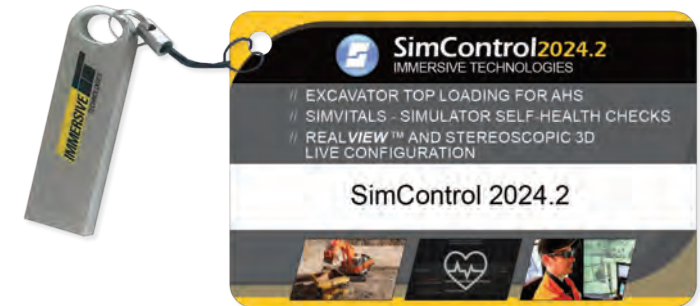 IMMERSIVE
TECHNOLOGIES
SimControl2024.2
IMMERSIVE TECHNOLOGIES
// EXCAVATOR TOP LOADING FOR AHS
// SIMVITALS - SIMULATOR SELF-HEALTH CHECKS
// REALVIEW™ AND STEREOSCOPIC 3D
LIVE CONFIGURATION
SimControl 2024.2